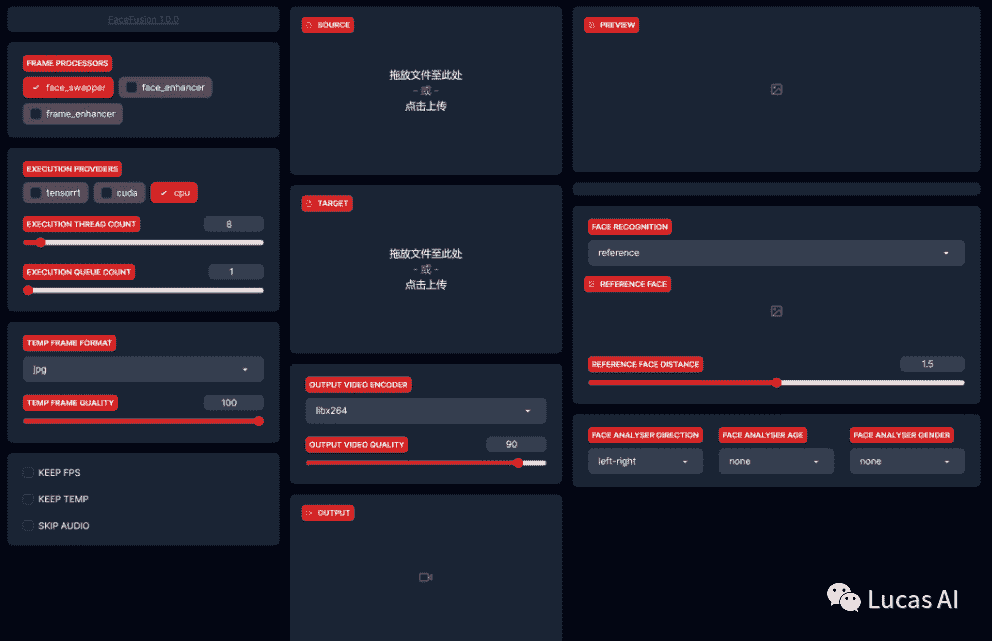 FaceFusion 1.0.0
FRAME PROCESSORS
face_swapper
face_enhancer
frame_enhancer
EXECUTION PROVIDERS
tensorrt
cuda
cpu
EXECUTION THREAD COUNT
8
EXECUTION QUEUE COUNT
1
TEMP FRAME FORMAT
jpg
TEMP FRAME QUALITY
100
KEEP FPS
KEEP TEMP
SKIP AUDIO
SOURCE
拖放文件至此处
- 或 -
点击上传
TARGET
拖放文件至此处
- 或 -
点击上传
OUTPUT VIDEO ENCODER
libx264
OUTPUT VIDEO QUALITY
90
OUTPUT
PREVIEW
FACE RECOGNITION
reference
REFERENCE FACE
REFERENCE FACE DISTANCE
1.5
FACE ANALYSER DIRECTION
left-right
FACE ANALYSER AGE
none
FACE ANALYSER GENDER
none
Lucas AI